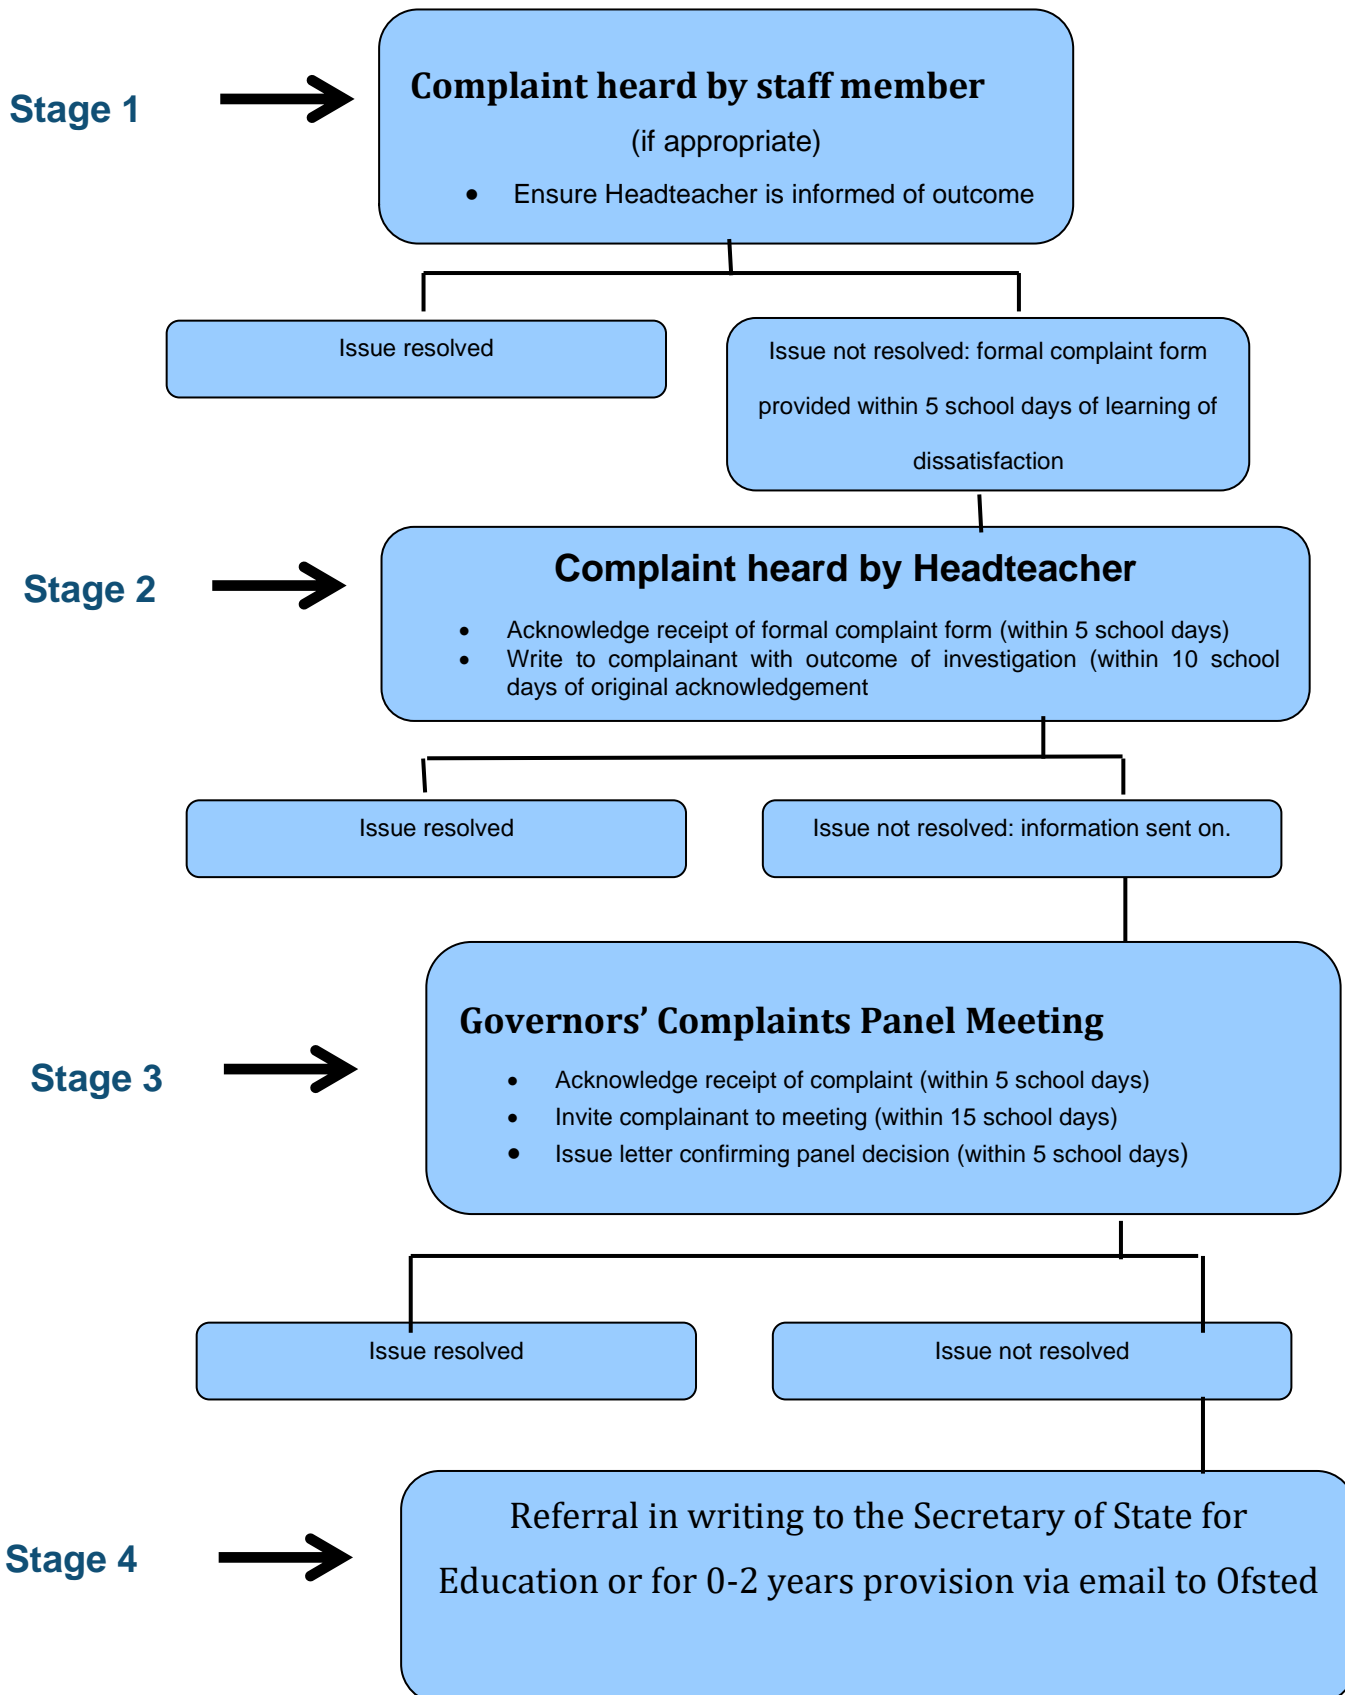 Stage 1
Complaint heard by staff member
(if appropriate)
• Ensure Headteacher is informed of outcome
Issue resolved
Issue not resolved: formal complaint form
provided within 5 school days of learning of
dissatisfaction
Stage 2
Complaint heard by Headteacher
• Acknowledge receipt of formal complaint form (within 5 school days)
• Write to complainant with outcome of investigation (within 10 school
days of original acknowledgement
Issue resolved
Issue not resolved: information sent on.
Stage 3
Governors’ Complaints Panel Meeting
• Acknowledge receipt of complaint (within 5 school days)
• Invite complainant to meeting (within 15 school days)
• Issue letter confirming panel decision (within 5 school days)
Issue resolved
Issue not resolved
Stage 4
Referral in writing to the Secretary of State for
Education or for 0-2 years provision via email to Ofsted